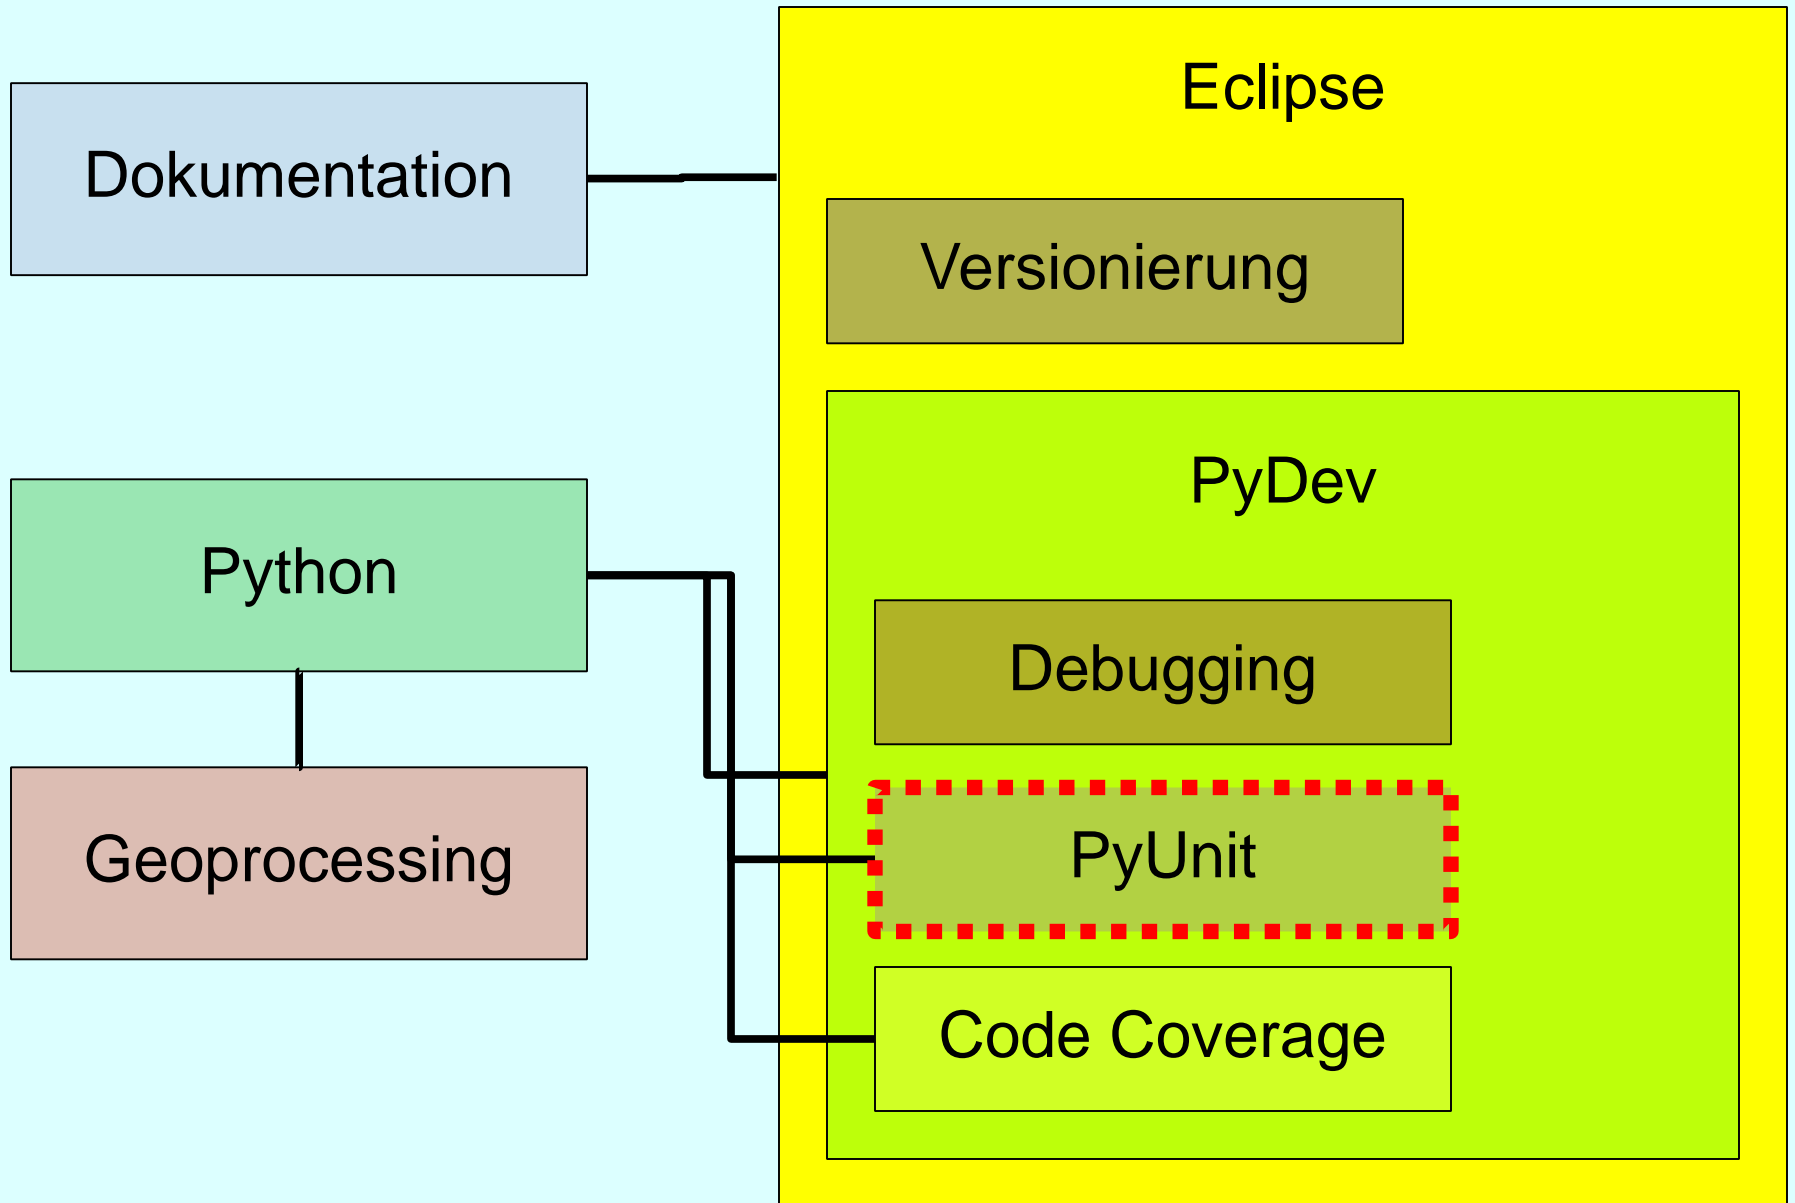 Eclipse
Dokumentation
Versionierung
PyDev
Python
Debugging
PyUnit
Geoprocessing
Code Coverage